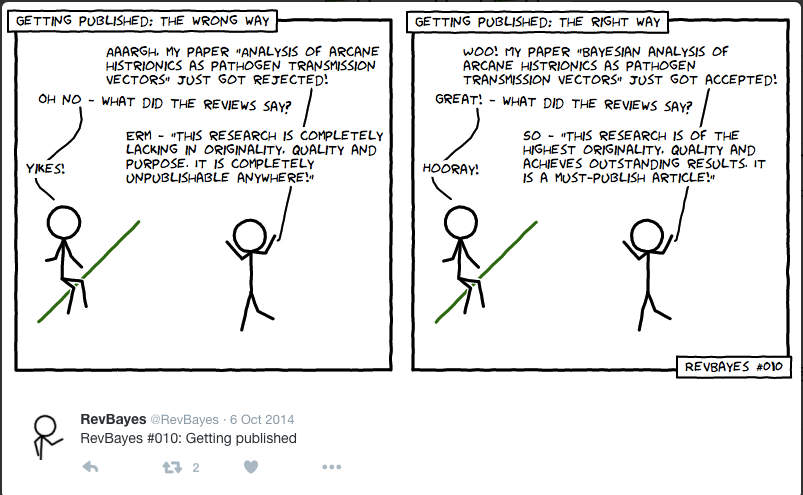 GETTING PUBLISHED: THE WRONG WAY
AAARGH. MY PAPER "ANALYSIS OF
ARCANE HISTRIONICS AS PATHOGEN TRANSMISSION
VECTORS" JUST GOT REJECTED!
OH NO - WHAT DID THE REVIEWS SAY?
ERM - "THIS RESEARCH IS COMPLETELY
LACKING IN ORIGINALITY, QUALITY AND
PURPOSE. IT IS COMPLETELY
UNPUBLISHABLE ANYWHERE!"
YIKES!
GETTING PUBLISHED: THE RIGHT WAY
WOO! MY PAPER "BAYESIAN ANALYSIS OF
ARCANE HISTRIONICS AS PATHOGEN
TRANSMISSION VECTORS" JUST GOT ACCEPTED!
GREAT! - WHAT DID THE REVIEWS SAY?
SO - "THIS RESEARCH IS OF THE
HIGHEST ORIGINALITY, QUALITY AND
ACHIEVES OUTSTANDING RESULTS. IT
IS A MUST-PUBLISH ARTICLE!"
HOORAY!
REVBAYES #010
RevBayes @RevBayes · 6 Oct 2014
RevBayes #010: Getting published
2